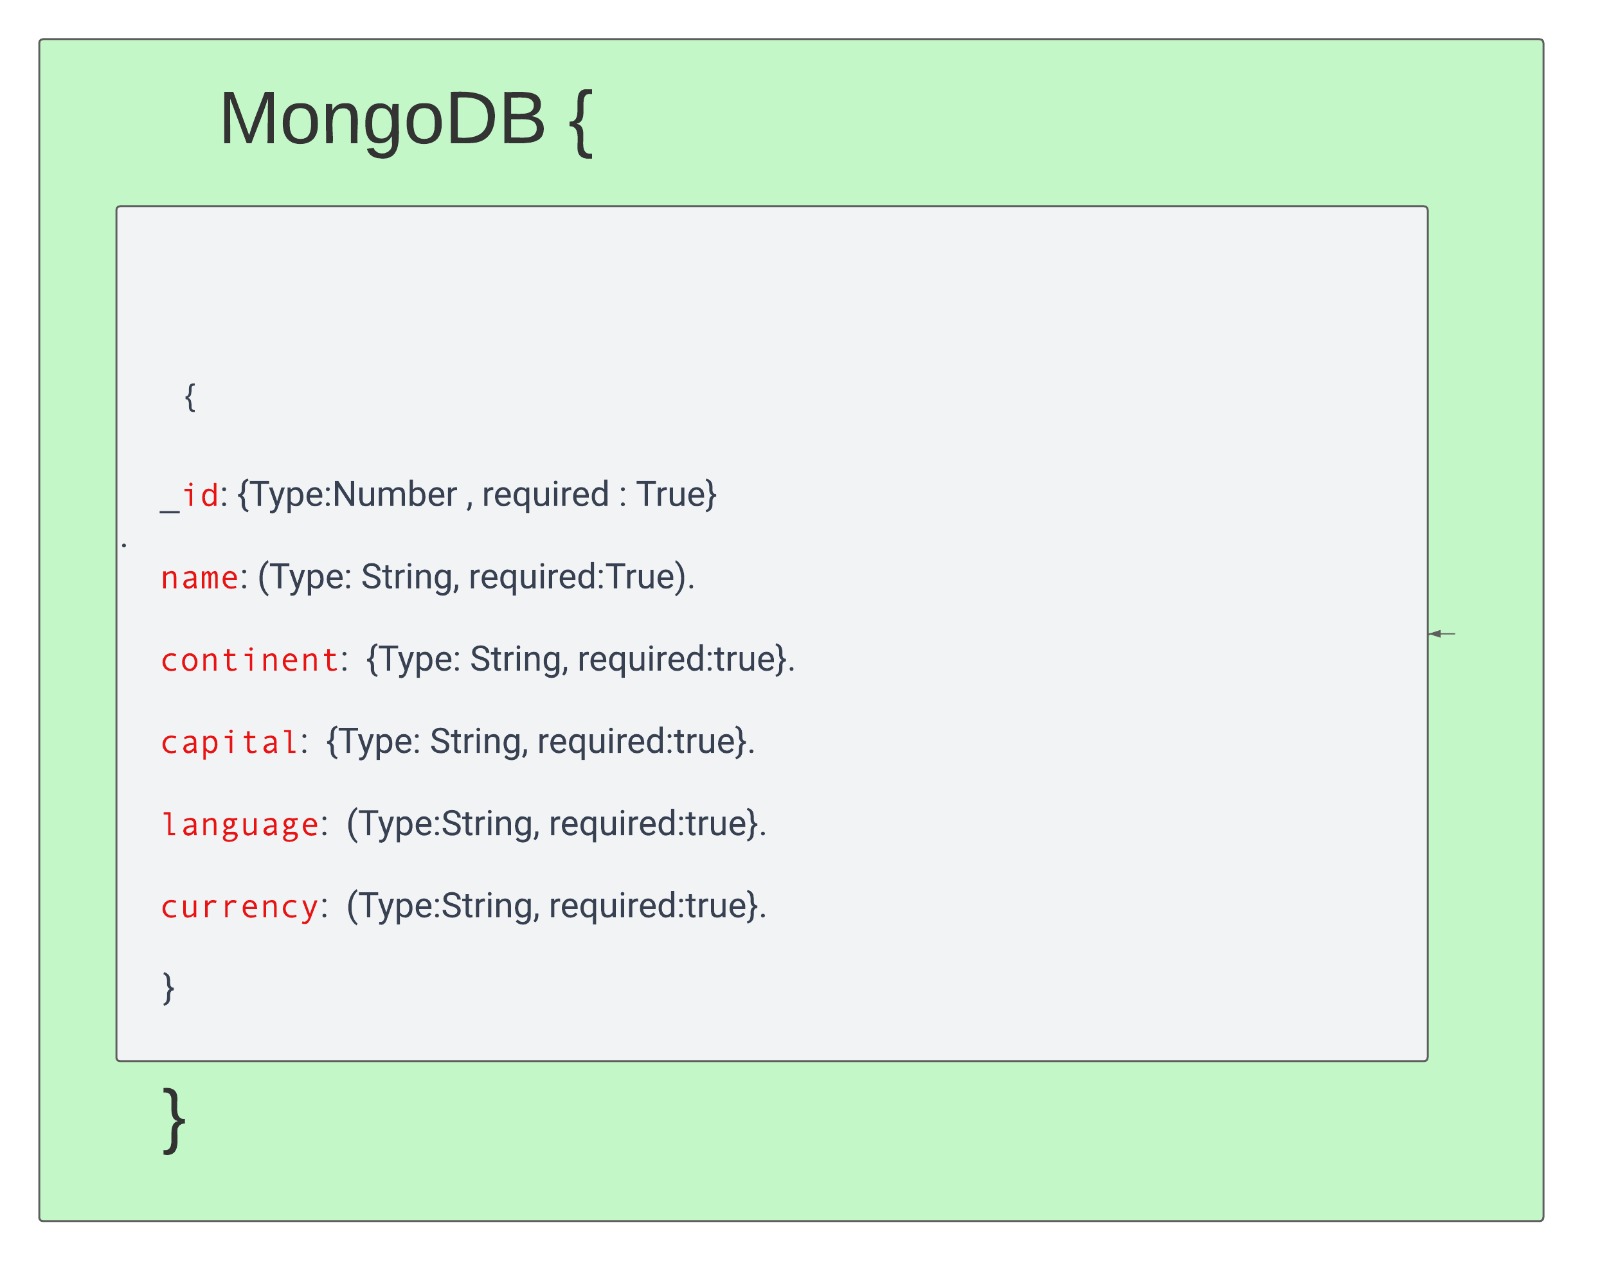 MongoDB {
{
_id: {Type:Number , required : True}
.
name: (Type: String, required:True).
continent: {Type: String, required:true}.
capital: {Type: String, required:true}.
language: (Type:String, required:true}.
currency: (Type:String, required:true}.
}
}